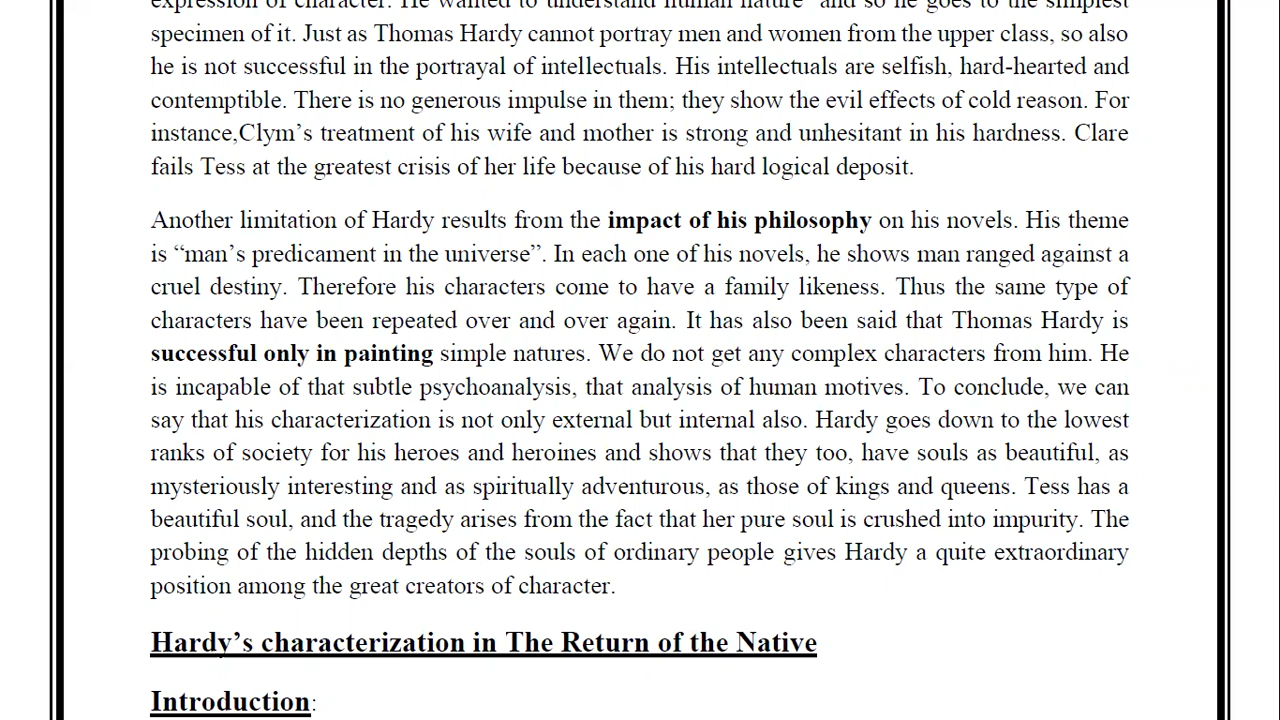 expression of character. He wanted to understand human nature and so he goes to the simplest
specimen of it. Just as Thomas Hardy cannot portray men and women from the upper class, so also
he is not successful in the portrayal of intellectuals. His intellectuals are selfish, hard-hearted and
contemptible. There is no generous impulse in them; they show the evil effects of cold reason. For
instance,Clym’s treatment of his wife and mother is strong and unhesitant in his hardness. Clare
fails Tess at the greatest crisis of her life because of his hard logical deposit.
Another limitation of Hardy results from the impact of his philosophy on his novels. His theme
is “man’s predicament in the universe”. In each one of his novels, he shows man ranged against a
cruel destiny. Therefore his characters come to have a family likeness. Thus the same type of
characters have been repeated over and over again. It has also been said that Thomas Hardy is
successful only in painting simple natures. We do not get any complex characters from him. He
is incapable of that subtle psychoanalysis, that analysis of human motives. To conclude, we can
say that his characterization is not only external but internal also. Hardy goes down to the lowest
ranks of society for his heroes and heroines and shows that they too, have souls as beautiful, as
mysteriously interesting and as spiritually adventurous, as those of kings and queens. Tess has a
beautiful soul, and the tragedy arises from the fact that her pure soul is crushed into impurity. The
probing of the hidden depths of the souls of ordinary people gives Hardy a quite extraordinary
position among the great creators of character.
Hardy’s characterization in The Return of the Native
Introduction: